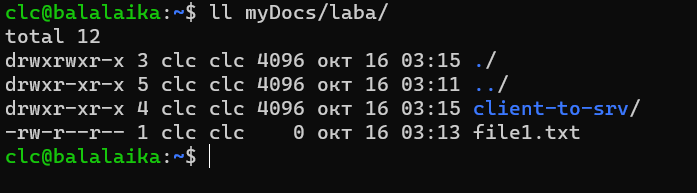 clc@balalaika:~$ ll myDocs/laba/
total 12
drwxrwxr-x 3 clc clc 4096 окт 16 03:15 ./
drwxr-xr-x 5 clc clc 4096 окт 16 03:11 ../
drwxr-xr-x 4 clc clc 4096 окт 16 03:15 client-to-srv/
-rw-r--r-- 1 clc clc    0 окт 16 03:13 file1.txt
clc@balalaika:~$